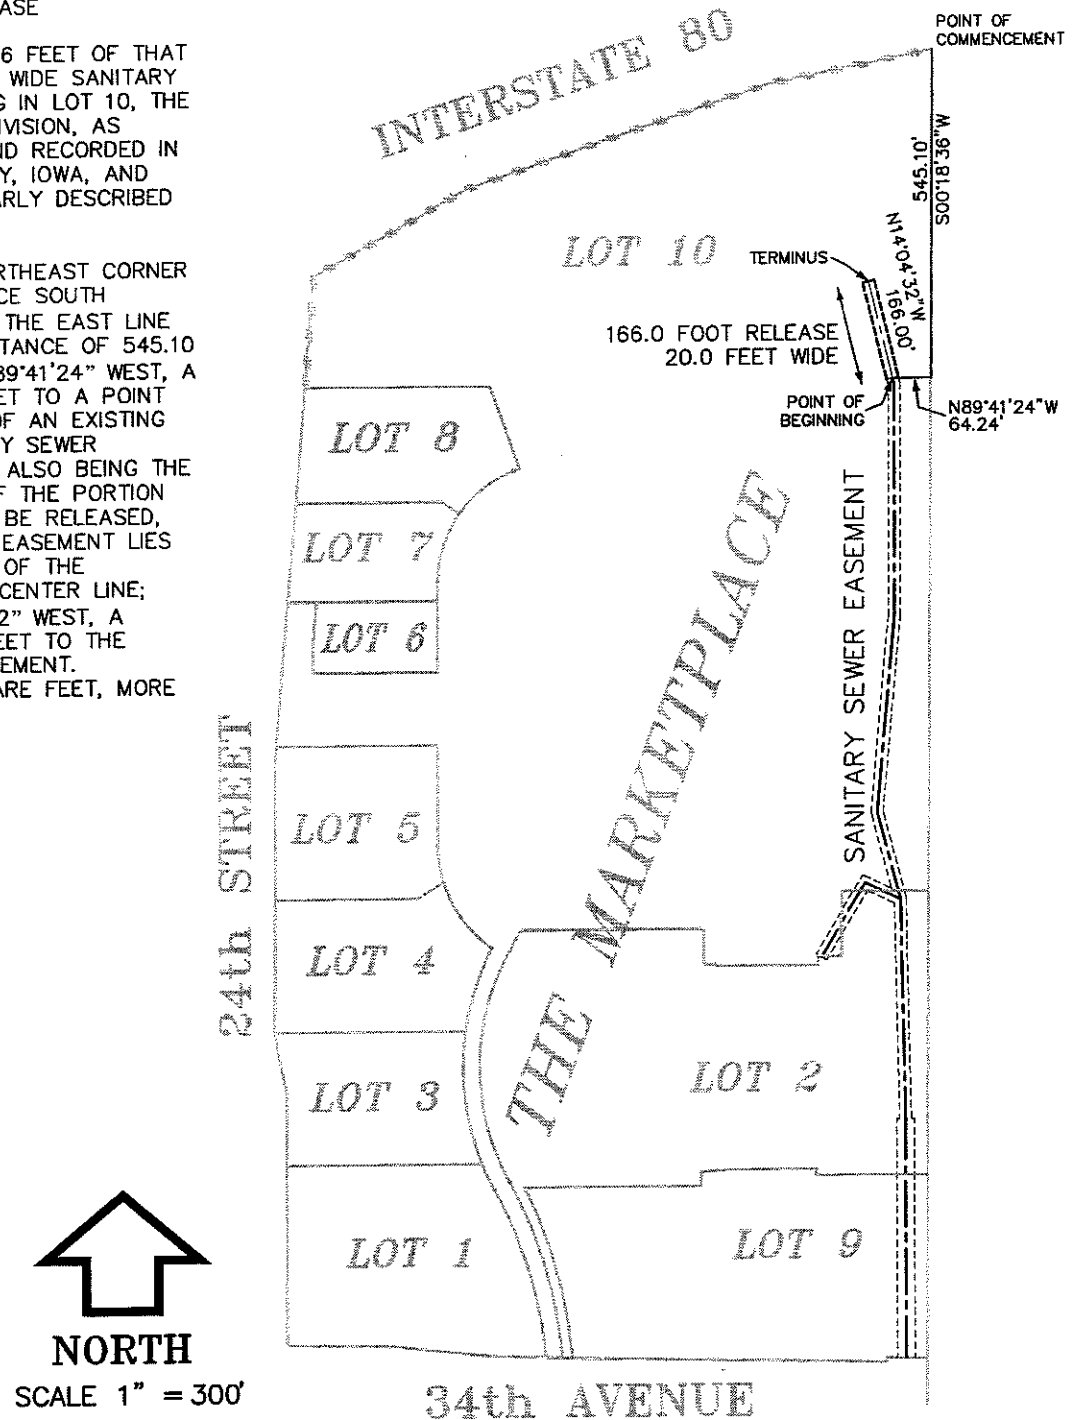 ASE
6 FEET OF THAT
WIDE SANITARY
G IN LOT 10, THE
IVISION, AS
ND RECORDED IN
Y, IOWA, AND
ARLY DESCRIBED
RTHEAST CORNER
CE SOUTH
THE EAST LINE
TANCE OF 545.10
89°41'24" WEST, A
ET TO A POINT
OF AN EXISTING
Y SEWER
ALSO BEING THE
F THE PORTION
BE RELEASED,
EASEMENT LIES
OF THE
CENTER LINE;
2" WEST, A
EET TO THE
EMENT.
ARE FEET, MORE
POINT OF
COMMENCEMENT
INTERSTATE 80
545.10'
S00°18'36"W
LOT 10
TERMINUS
N14°04'32"W
166.00'
166.0 FOOT RELEASE
20.0 FEET WIDE
POINT OF
BEGINNING
N89°41'24"W
64.24'
LOT 8
LOT 7
LOT 6
LOT 5
LOT 4
LOT 3
LOT 1
LOT 2
LOT 9
THE MARKETPLACE
SANITARY SEWER EASEMENT
24th STREET
34th AVENUE
NORTH
SCALE 1" = 300'